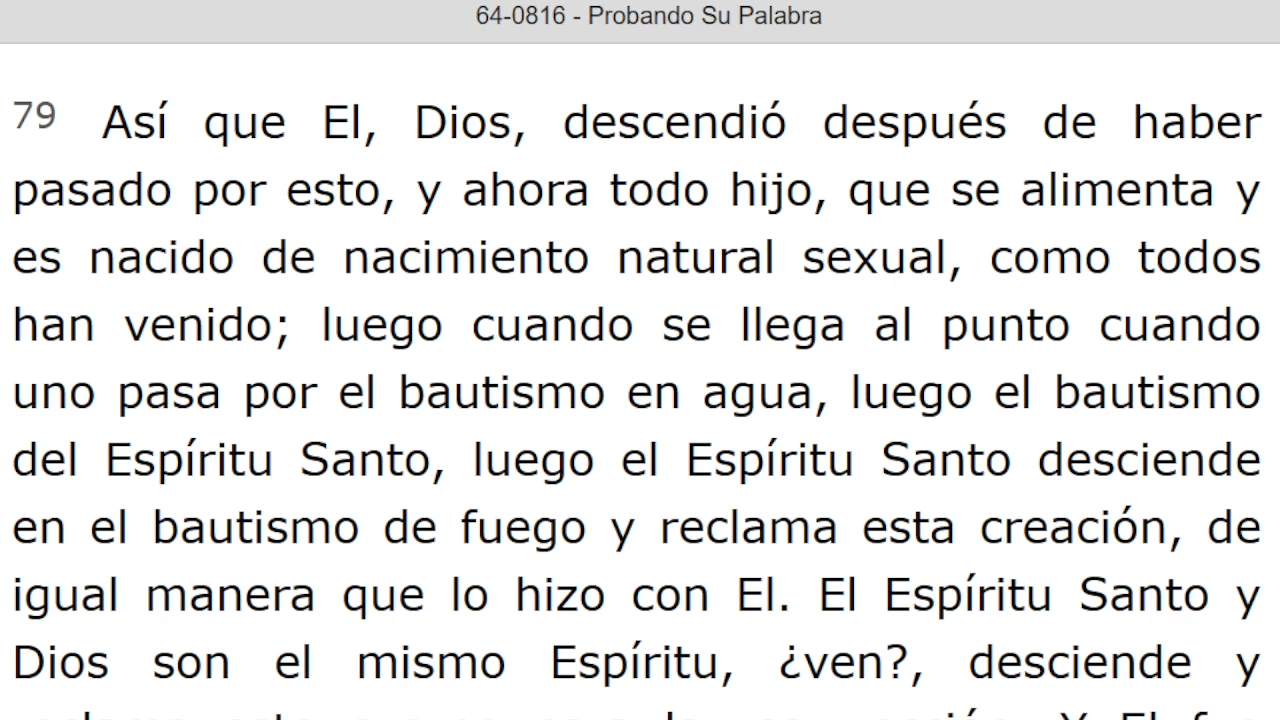 64-0816 - Probando Su Palabra
79 Así que El, Dios, descendió después de haber
pasado por esto, y ahora todo hijo, que se alimenta y
es nacido de nacimiento natural sexual, como todos
han venido; luego cuando se llega al punto cuando
uno pasa por el bautismo en agua, luego el bautismo
del Espíritu Santo, luego el Espíritu Santo desciende
en el bautismo de fuego y reclama esta creación, de
igual manera que lo hizo con El. El Espíritu Santo y
Dios son el mismo Espíritu, ¿ven?, desciende y